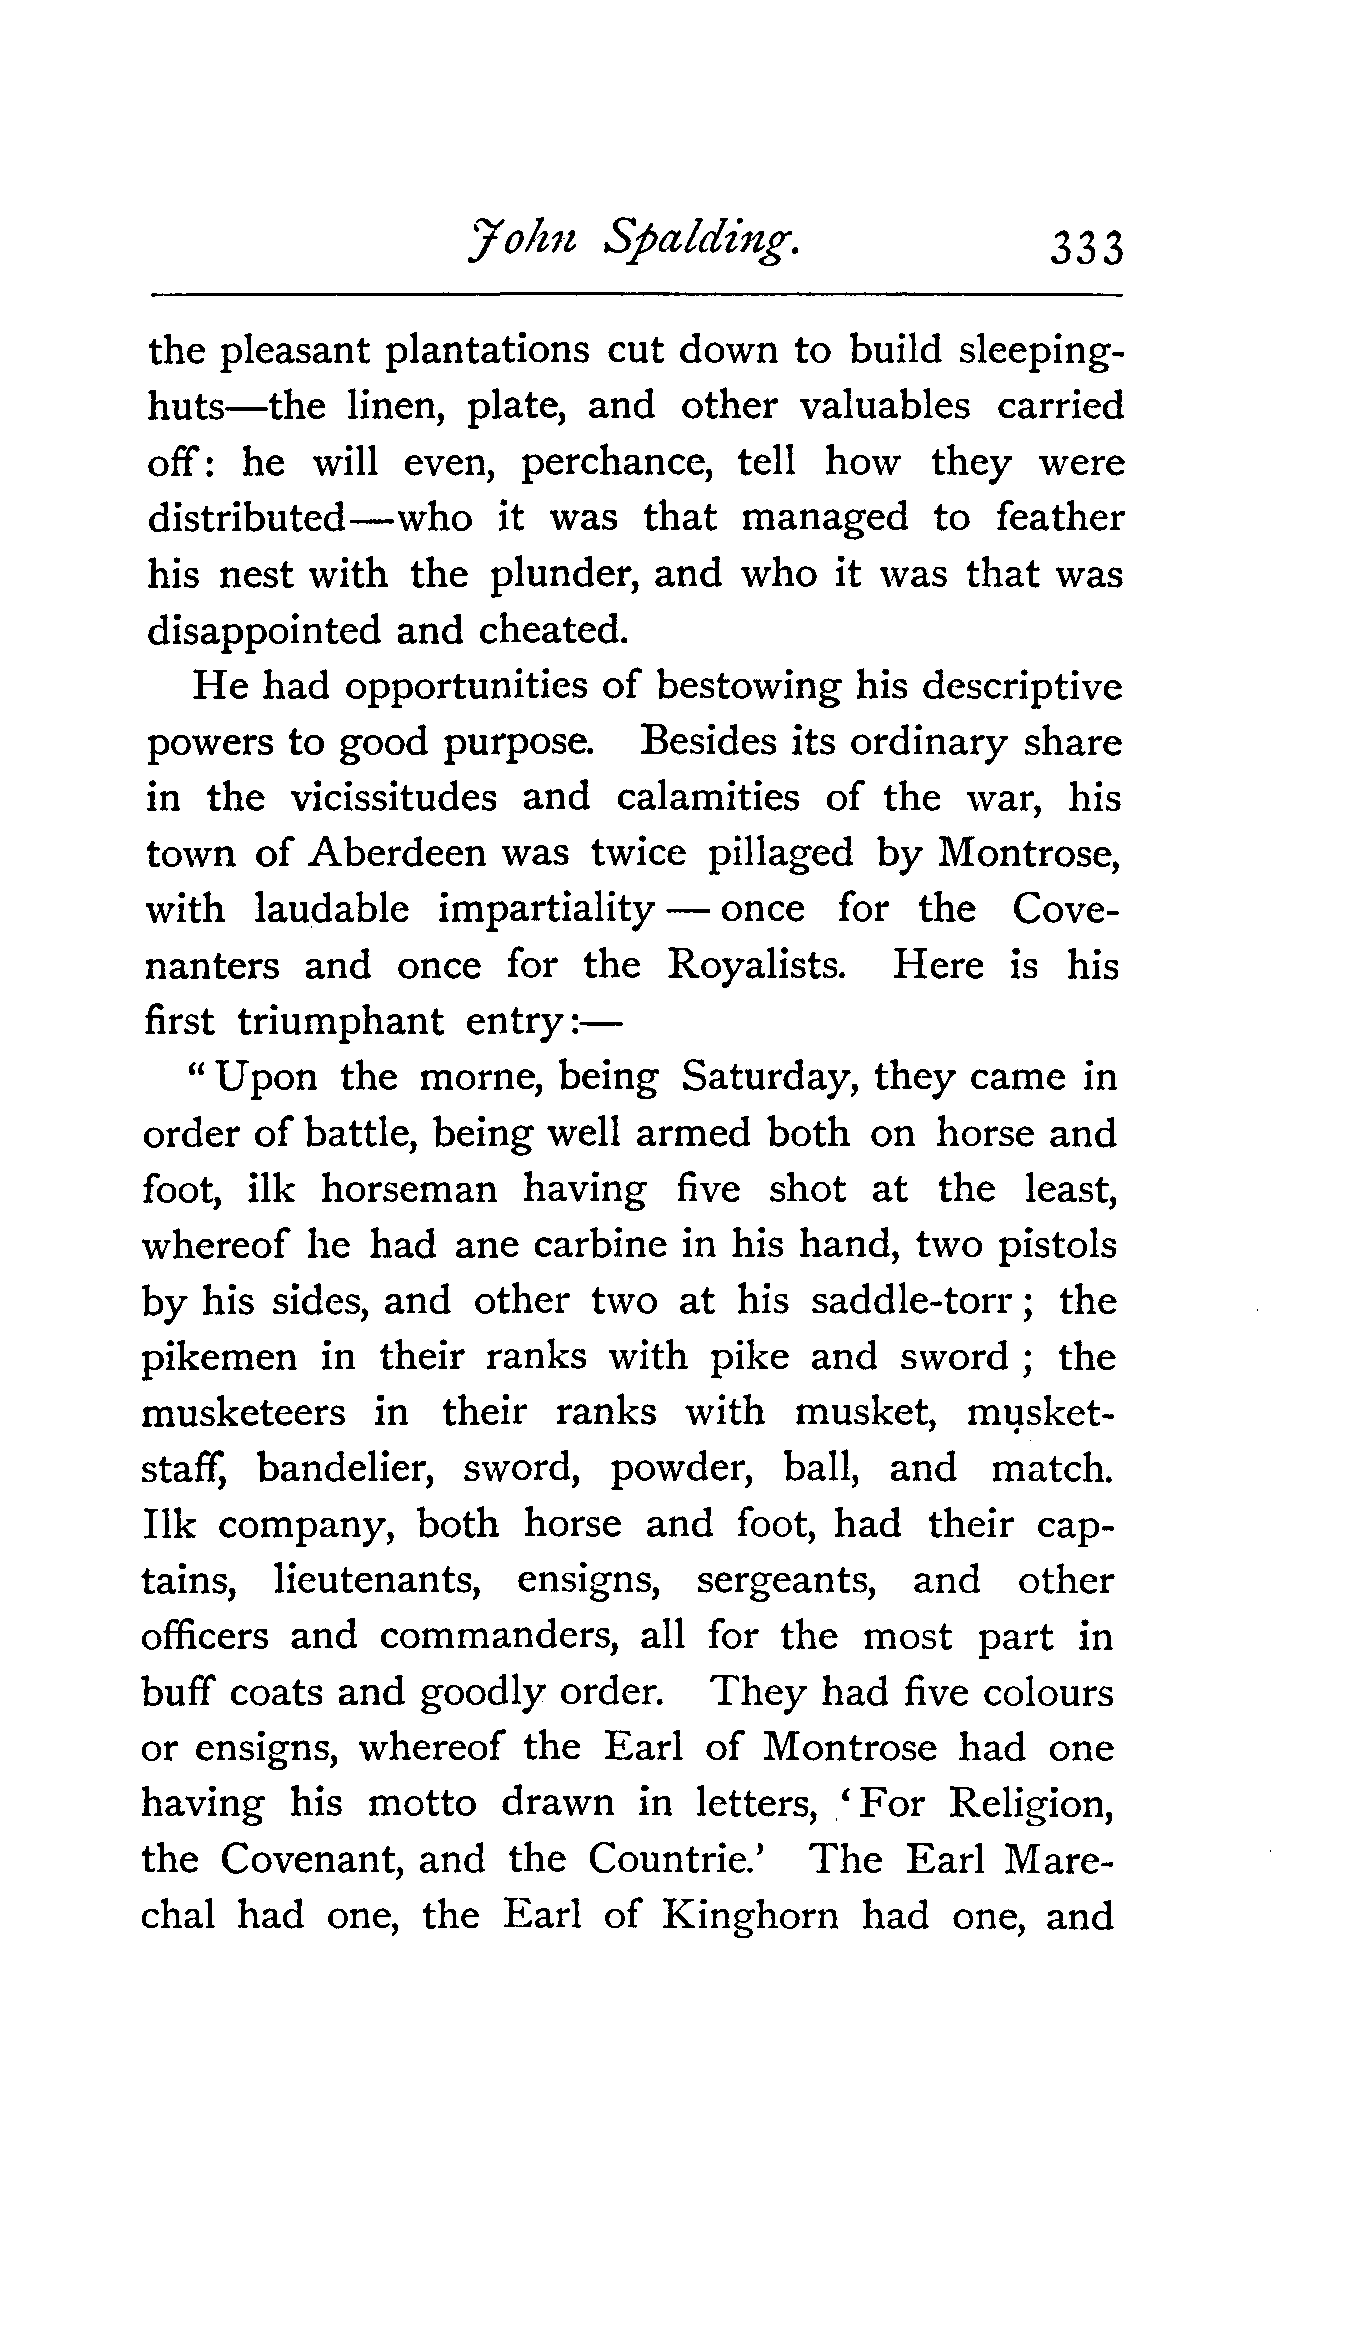 John Spalding. 333
the pleasant plantations cut down to build sleeping-
huts—the linen, plate, and other valuables carried
off: he will even, perchance, tell how they were
distributed—who it was that managed to feather
his nest with the plunder, and who it was that was
disappointed and cheated.
He had opportunities of bestowing his descriptive
powers to good purpose. Besides its ordinary share
in the vicissitudes and calamities of the war, his
town of Aberdeen was twice pillaged by Montrose,
with laudable impartiality — once for the Cove-
nanters and once for the Royalists. Here is his
first triumphant entry:—
“ Upon the morne, being Saturday, they came in
order of battle, being well armed both on horse and
foot, ilk horseman having five shot at the least,
whereof he had ane carbine in his hand, two pistols
by his sides, and other two at his saddle-torr ; the
pikemen in their ranks with pike and sword ; the
musketeers in their ranks with musket, musket-
staff, bandelier, sword, powder, ball, and match.
Ilk company, both horse and foot, had their cap-
tains, lieutenants, ensigns, sergeants, and other
officers and commanders, all for the most part in
buff coats and goodly order. They had five colours
or ensigns, whereof the Earl of Montrose had one
having his motto drawn in letters, ‘ For Religion,
the Covenant, and the Countrie.’ The Earl Mare-
chal had one, the Earl of Kinghorn had one, and